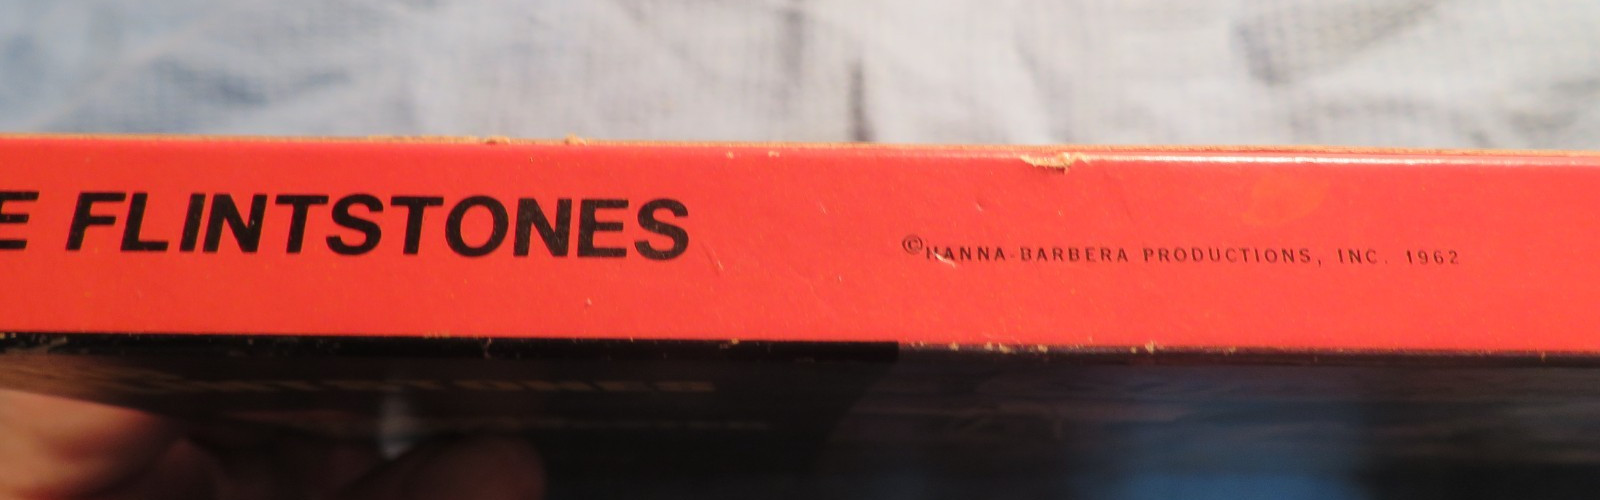 E FLINTSTONES
©HANNA-BARBERA PRODUCTIONS, INC. 1962